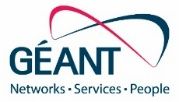 GÉANT
Networks • Services • People